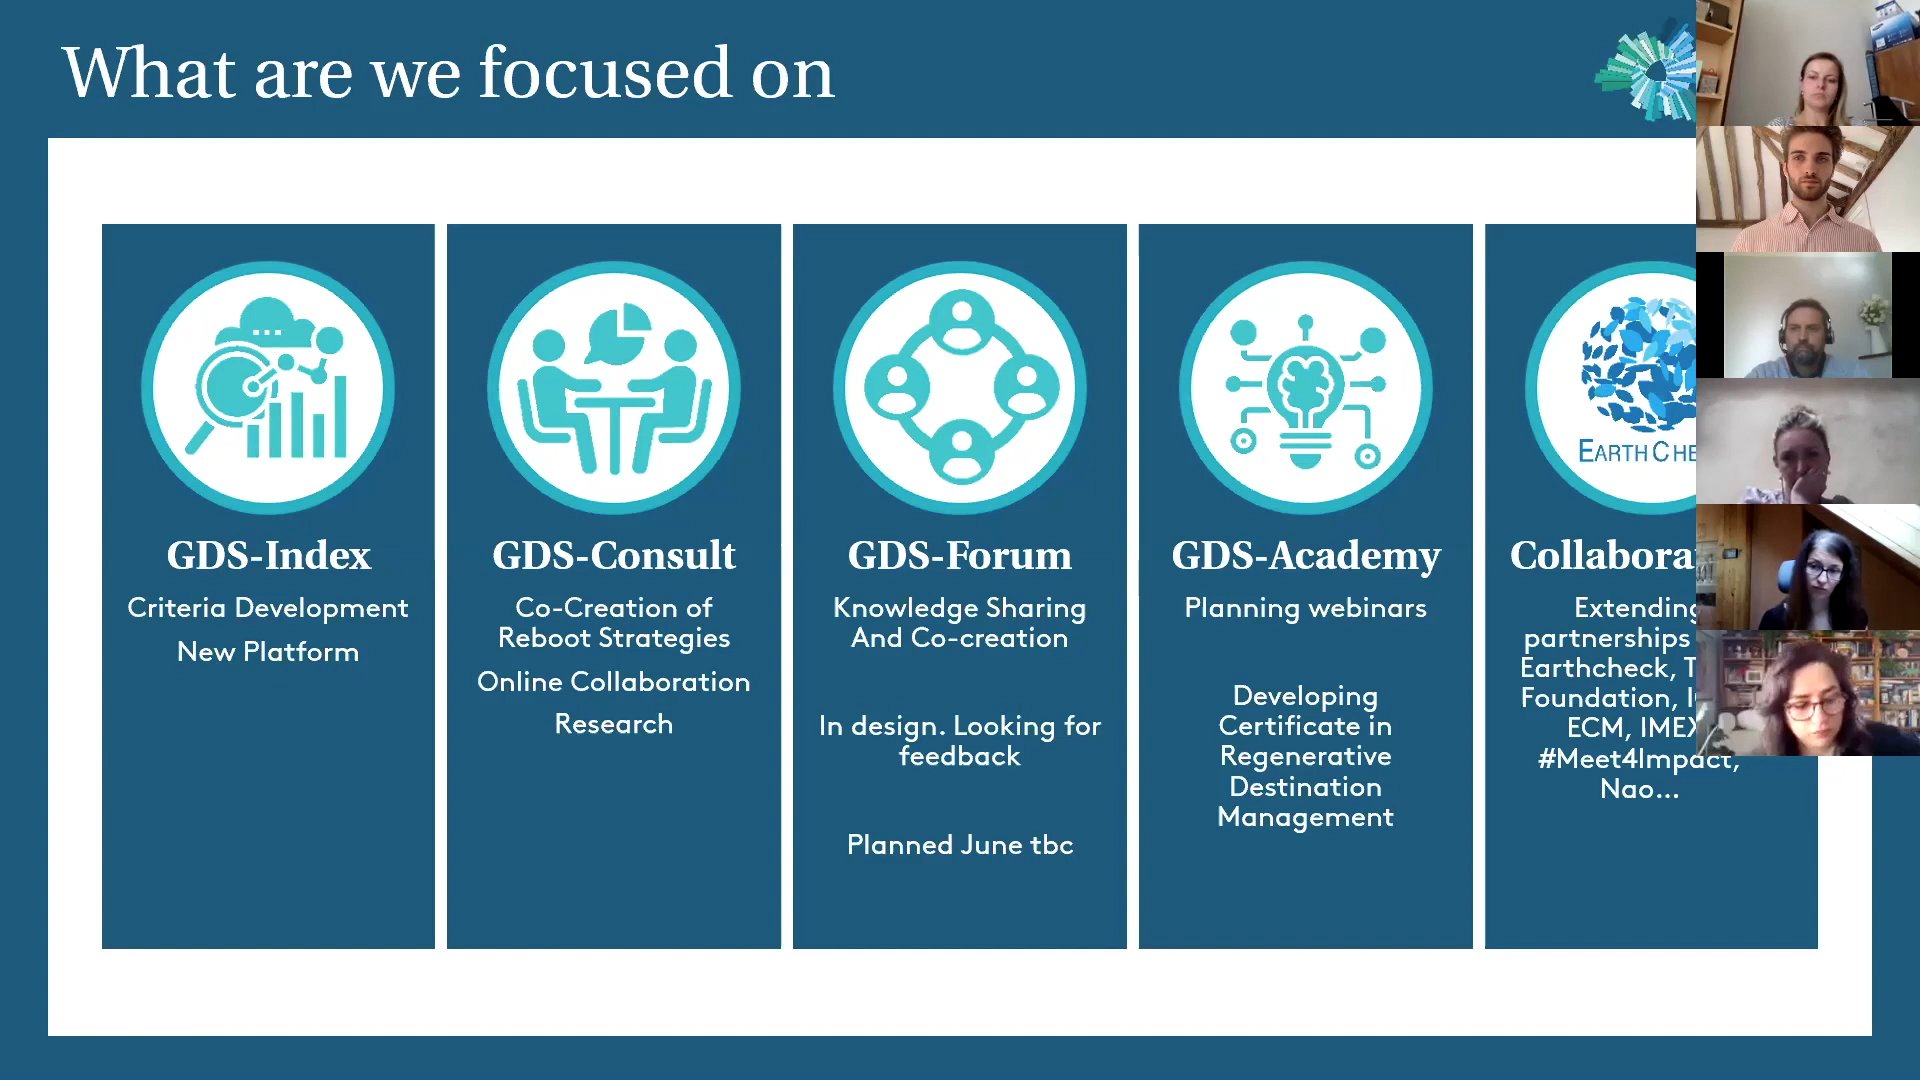 What are we focused on
GDS-Index
Criteria Development
New Platform
GDS-Consult
Co-Creation of
Reboot Strategies
Online Collaboration
Research
GDS-Forum
Knowledge Sharing
And Co-creation
In design. Looking for
feedback
Planned June tbc
GDS-Academy
Planning webinars
Developing
Certificate in
Regenerative
Destination
Management
EARTHCHE
Collabora
Extending
partnerships
Earthcheck, T
Foundation, I
ECM, IMEX
#Meet4Impact,
Nao...